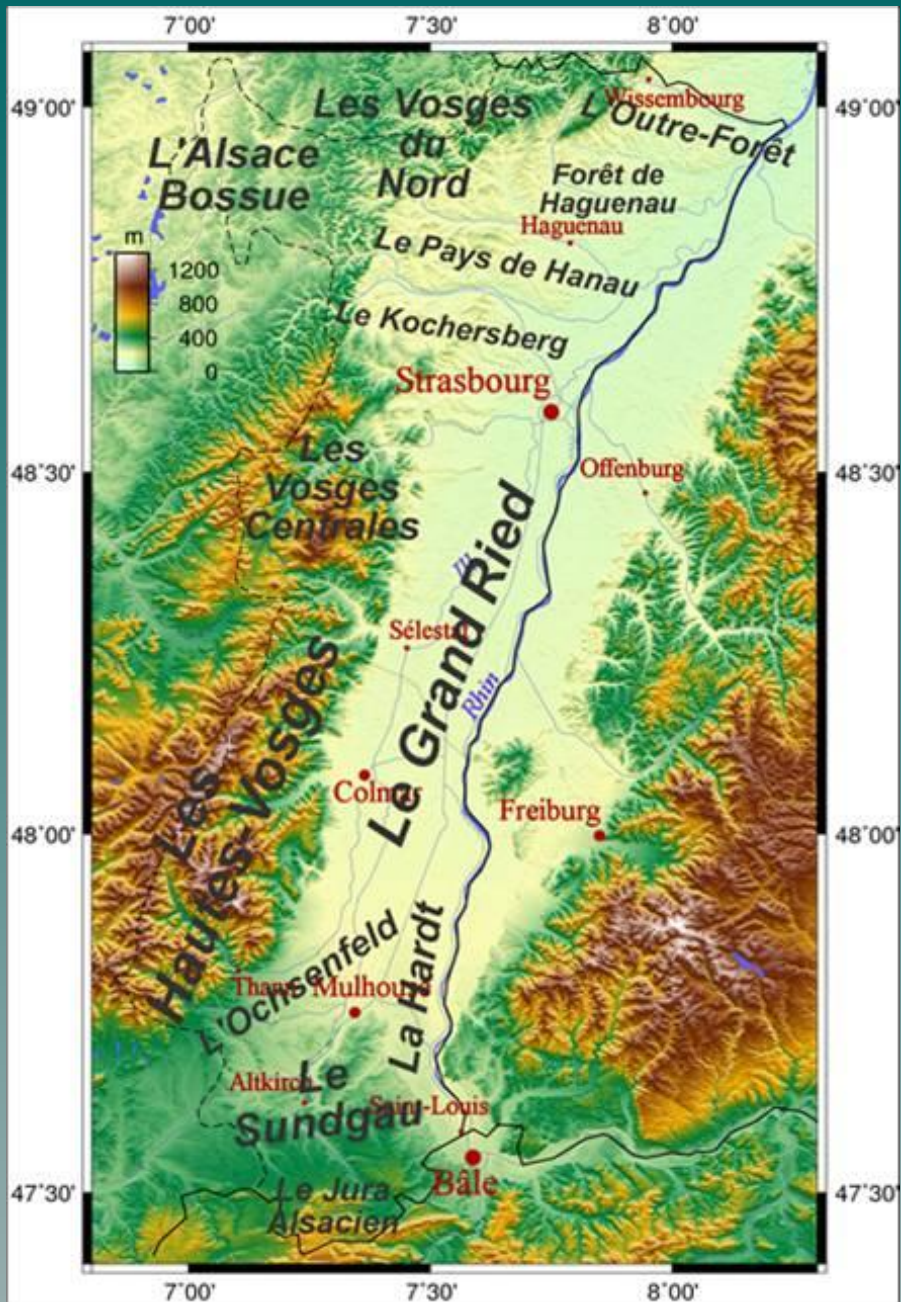 7°00'
7°30'
8°00'
49°00'
49°00'
Wissembourg
L'Outre-Forêt
Les Vosges
du
Nord
L'Alsace
Bossue
Forêt de
Haguenau
Haguenau
Le Pays de Hanau
m
1200
800
400
0
Le Kochersberg
Strasbourg
48°30'
48°30'
Offenburg
Les
Vosges
Centrales
Ill
Le Grand Ried
Sélestat
Rhin
Les
Hautes-Vosges
Colmar
Freiburg
48°00'
48°00'
L'Ochsenfeld
La Hardt
Thann
Mulhouse
Altkirch
Le
Sundgau
Saint-Louis
Bâle
47°30'
47°30'
Le Jura
Alsacien
7°00'
7°30'
8°00'